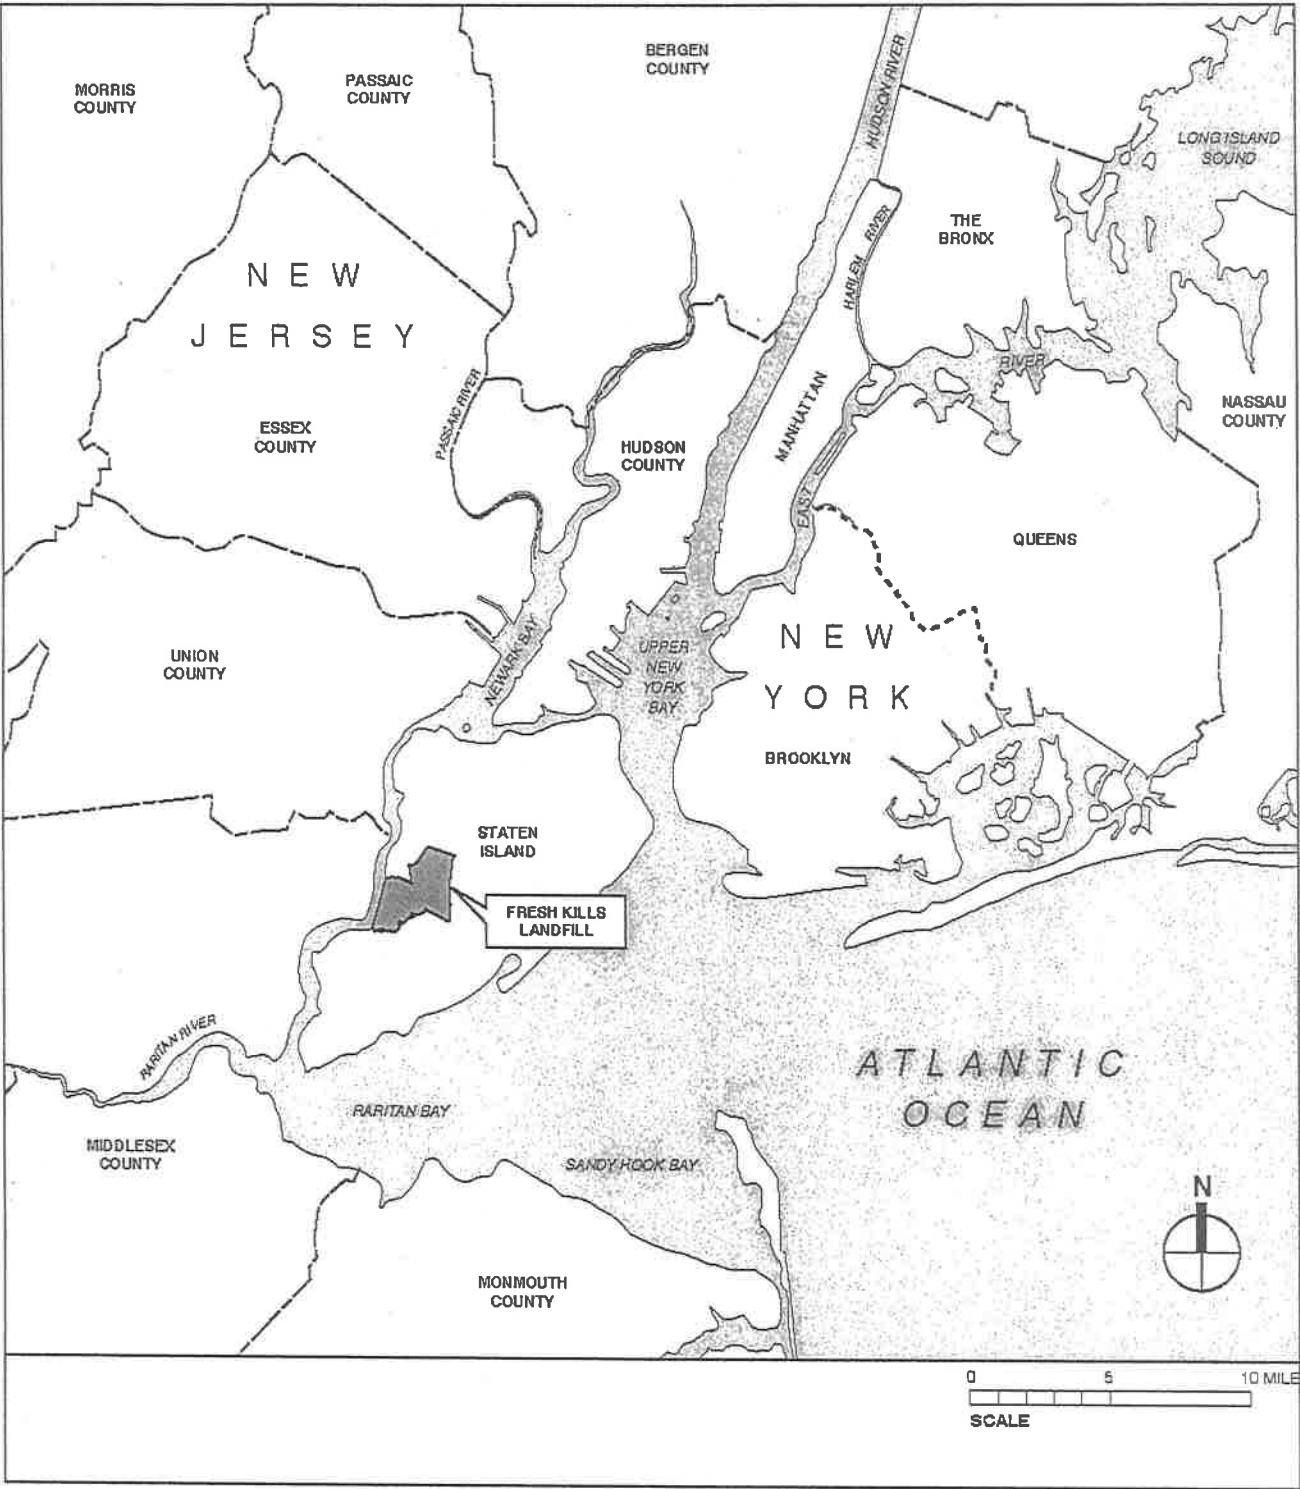 BERGEN
COUNTY
MORRIS
COUNTY
PASSAIC
COUNTY
HUDSON RIVER
LONG ISLAND
SOUND
THE
BRONX
HARLEM RIVER
NEW
JERSEY
RIVER
PASSAIC RIVER
MANHATTAN
NASSAU
COUNTY
ESSEX
COUNTY
HUDSON
COUNTY
EAST
QUEENS
NEWARK BAY
UPPER
NEW
YORK
BAY
NEW
YORK
UNION
COUNTY
BROOKLYN
STATEN
ISLAND
FRESH KILLS
LANDFILL
RARITAN RIVER
ATLANTIC
OCEAN
RARITAN BAY
MIDDLESEX
COUNTY
SANDY HOOK BAY
N
MONMOUTH
COUNTY
0 5 10 MILE
SCALE